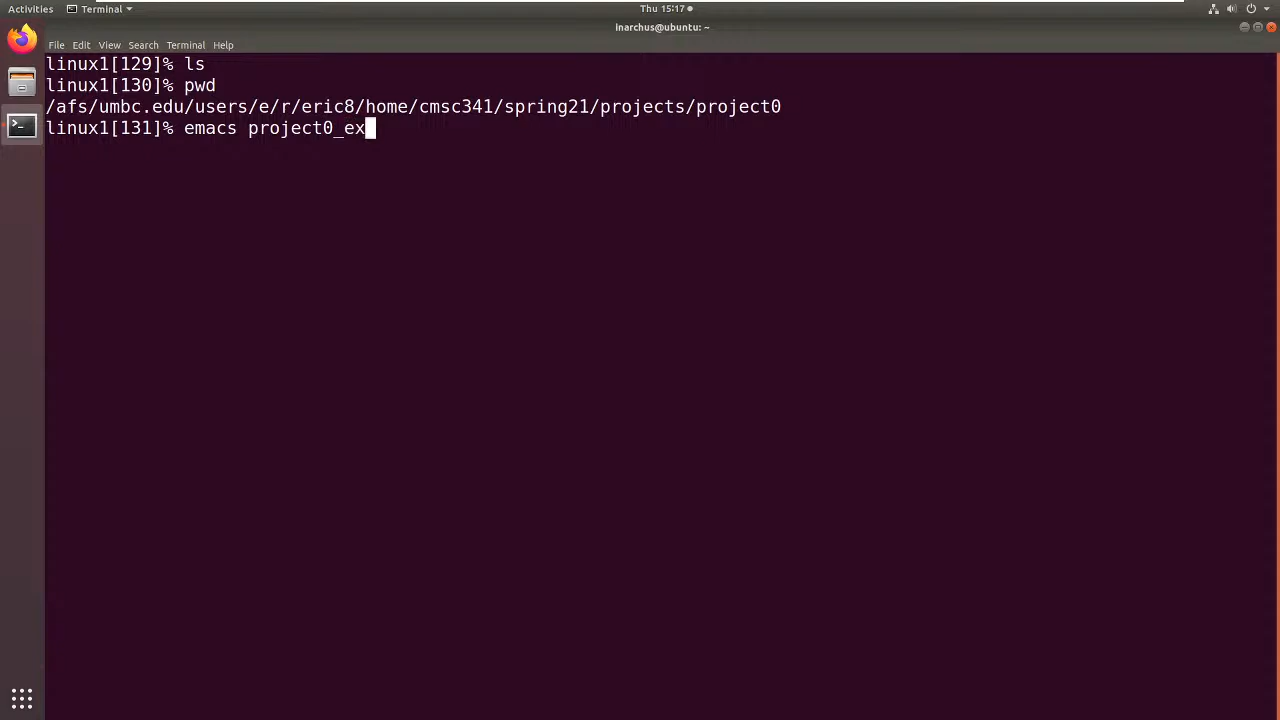 Activities
Terminal
Thu 15:17
inarchus@ubuntu: ~
File Edit View Search Terminal Help
linux1[129]% ls
linux1[130]% pwd
/afs/umbc.edu/users/e/r/eric8/home/cmsc341/spring21/projects/project0
linux1[131]% emacs project0_ex